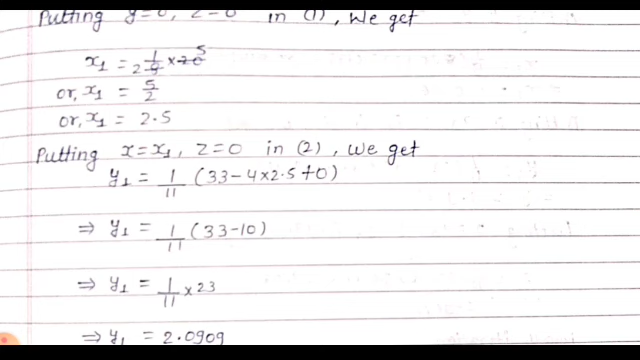 Putting y=0, z=0 in (1), We get
x₁ = 2 1/8 × 20 5
or, x₁ = 5/2
or, x₁ = 2.5
Putting x=x₁, z=0 in (2), We get
y₁ = 1/11 (33-4×2.5+0)
⇒ y₁ = 1/11 (33-10)
⇒ y₁ = 1/11 × 23
⇒ y₁ = 2.0909